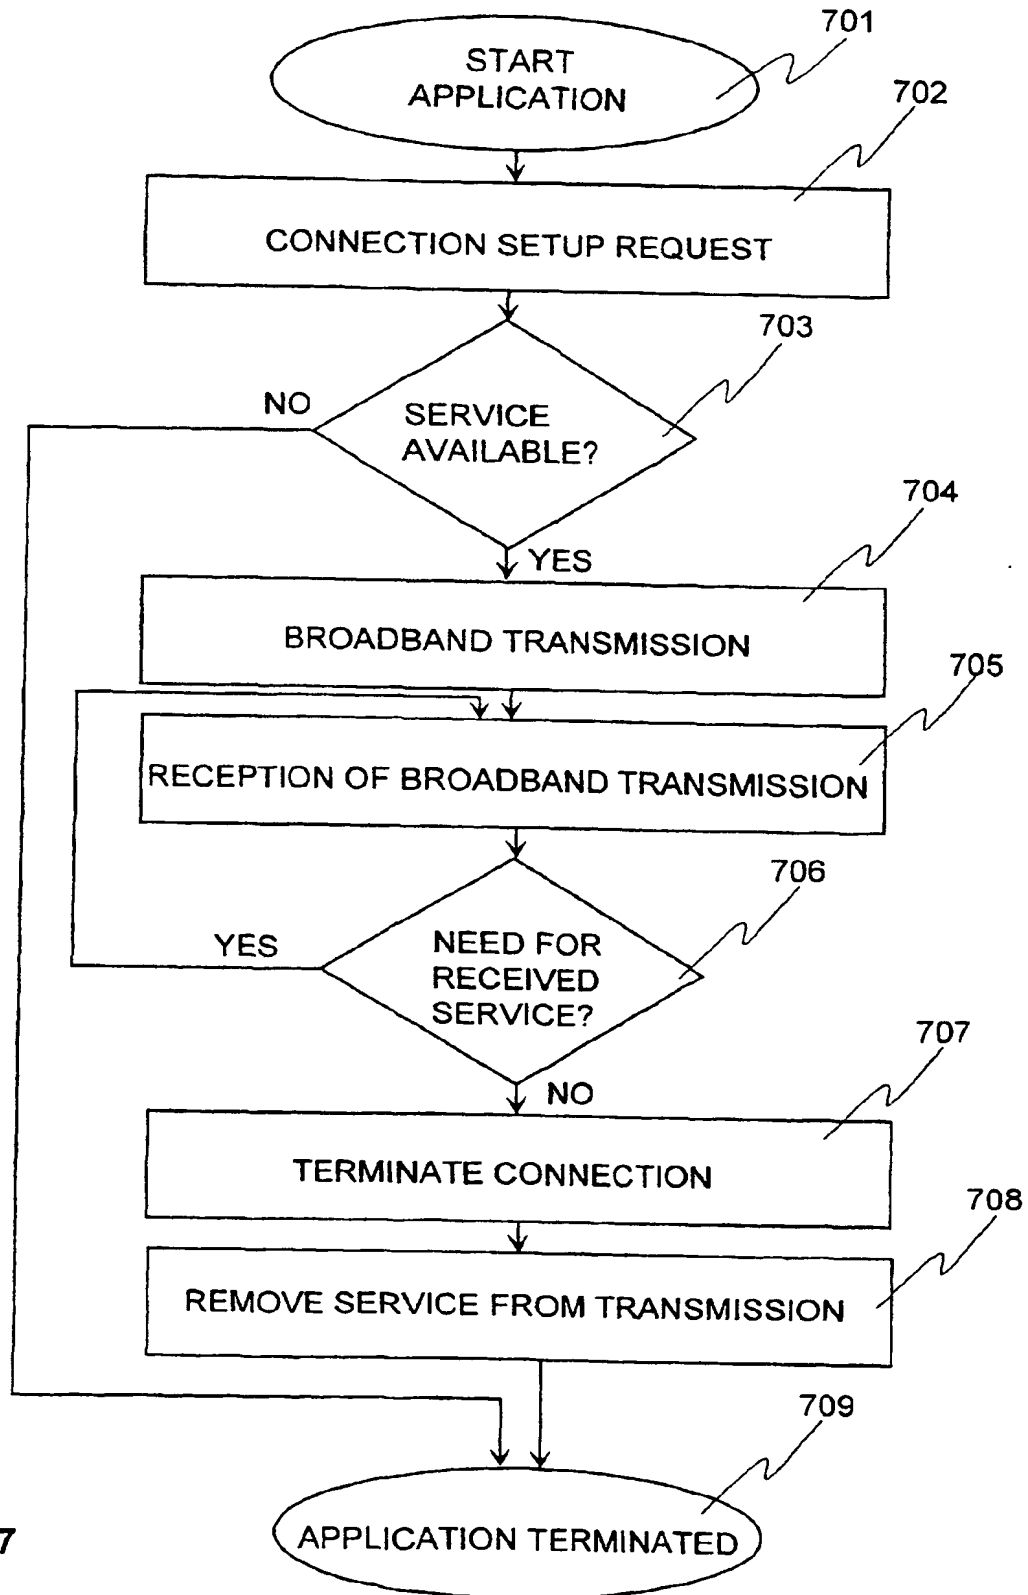 701
START
APPLICATION
702
CONNECTION SETUP REQUEST
703
NO
SERVICE
AVAILABLE?
704
YES
BROADBAND TRANSMISSION
705
RECEPTION OF BROADBAND TRANSMISSION
706
YES
NEED FOR
RECEIVED
SERVICE?
707
NO
TERMINATE CONNECTION
708
REMOVE SERVICE FROM TRANSMISSION
709
APPLICATION TERMINATED
7